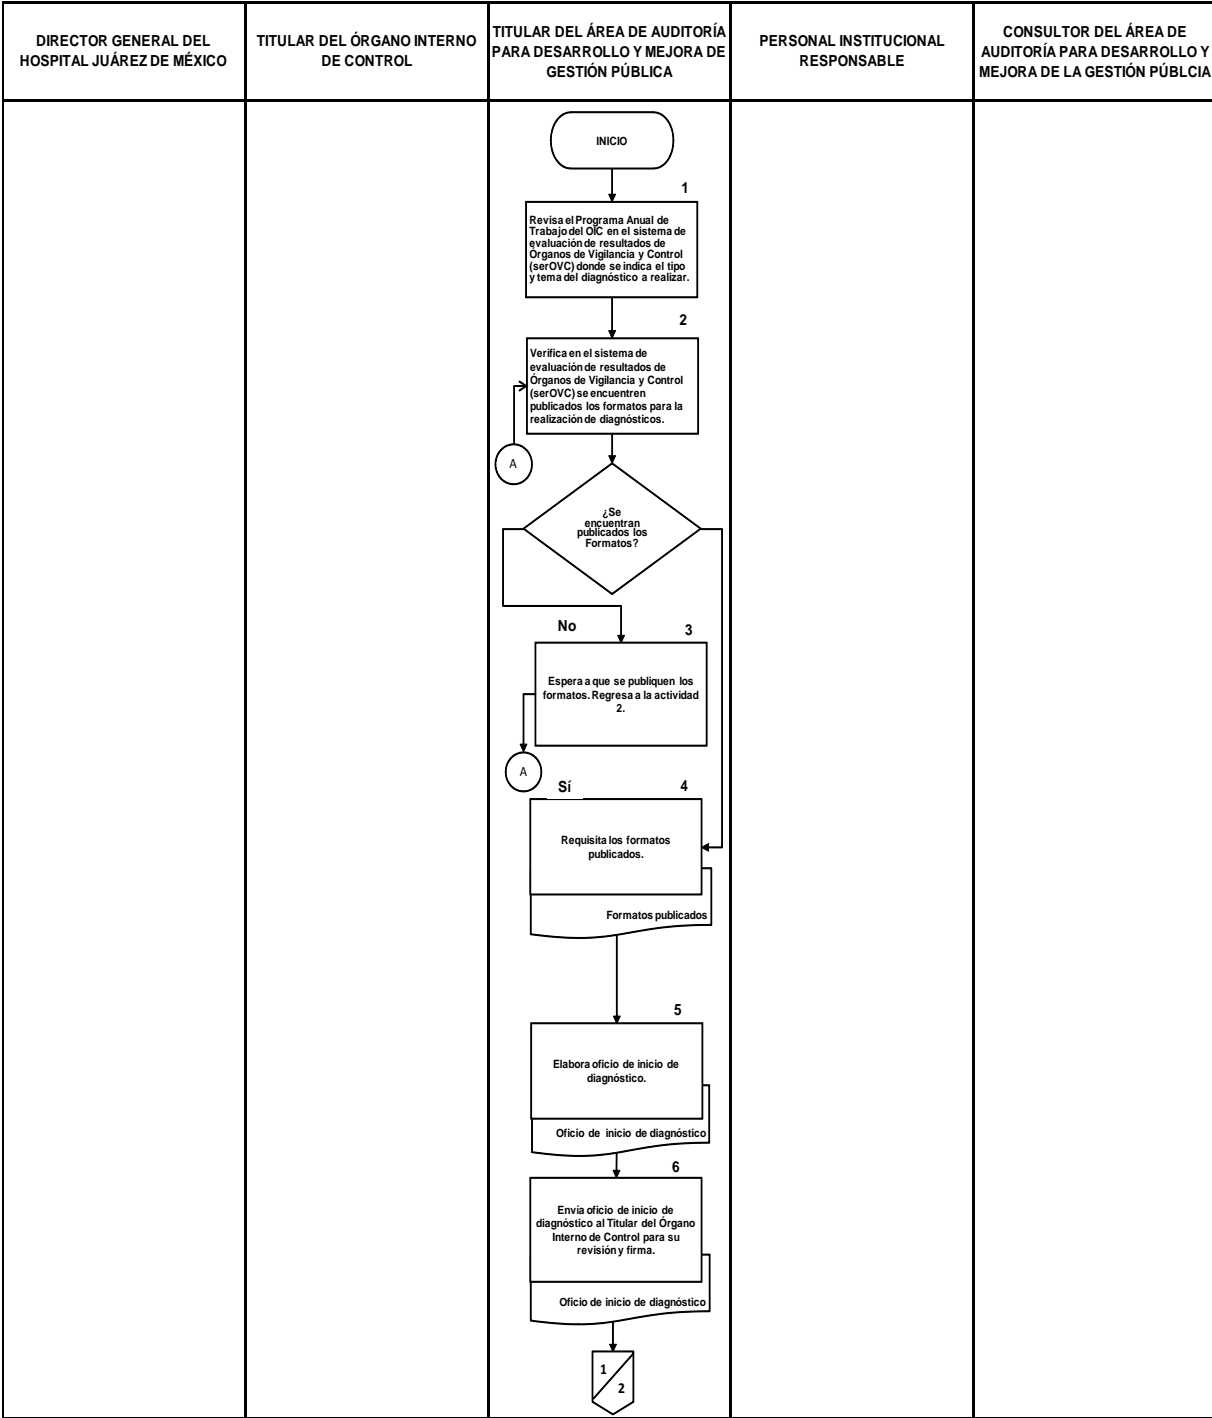 DIRECTOR GENERAL DEL
HOSPITAL JUÁREZ DE MÉXICO
TITULAR DEL ÓRGANO INTERNO
DE CONTROL
TITULAR DEL ÁREA DE AUDITORÍA
PARA DESARROLLO Y MEJORA DE
GESTIÓN PÚBLICA
PERSONAL INSTITUCIONAL
RESPONSABLE
CONSULTOR DEL ÁREA DE
AUDITORÍA PARA DESARROLLO Y
MEJORA DE LA GESTIÓN PÚBLCIA
INICIO
1
Revisa el Programa Anual de
Trabajo del OIC en el sistema de
evaluación de resultados de
Órganos de Vigilancia y Control
(serOVC) donde se indica el tipo
y tema del diagnóstico a realizar.
2
Verifica en el sistema de
evaluación de resultados de
Órganos de Vigilancia y Control
(serOVC) se encuentren
publicados los formatos para la
realización de diagnósticos.
A
¿Se
encuentran
publicados los
Formatos?
No
3
Espera a que se publiquen los
formatos. Regresa a la actividad
2.
A
Sí
4
Requisita los formatos
publicados.
Formatos publicados
5
Elabora oficio de inicio de
diagnóstico.
Oficio de inicio de diagnóstico
6
Envía oficio de inicio de
diagnóstico al Titular del Órgano
Interno de Control para su
revisión y firma.
Oficio de inicio de diagnóstico
1
2